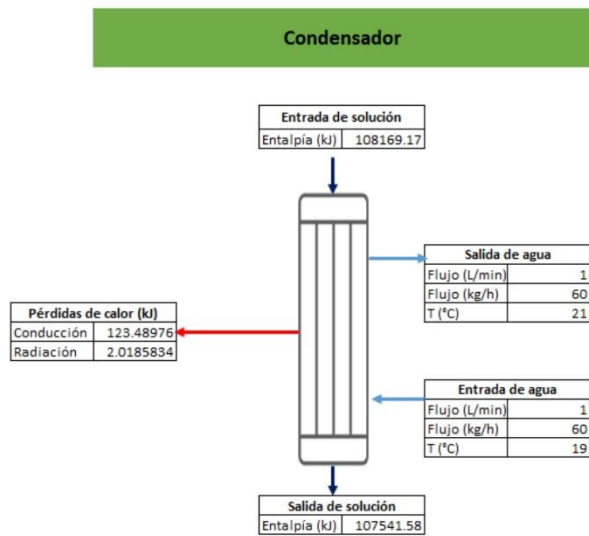 Condensador
Entrada de solución
Entalpía (kJ) 108169.17
Salida de agua
Flujo (L/min) 1
Flujo (kg/h) 60
T (°C) 21
Pérdidas de calor (kJ)
Conducción 123.48976
Radiación 2.0185834
Entrada de agua
Flujo (L/min) 1
Flujo (kg/h) 60
T (°C) 19
Salida de solución
Entalpía (kJ) 107541.58